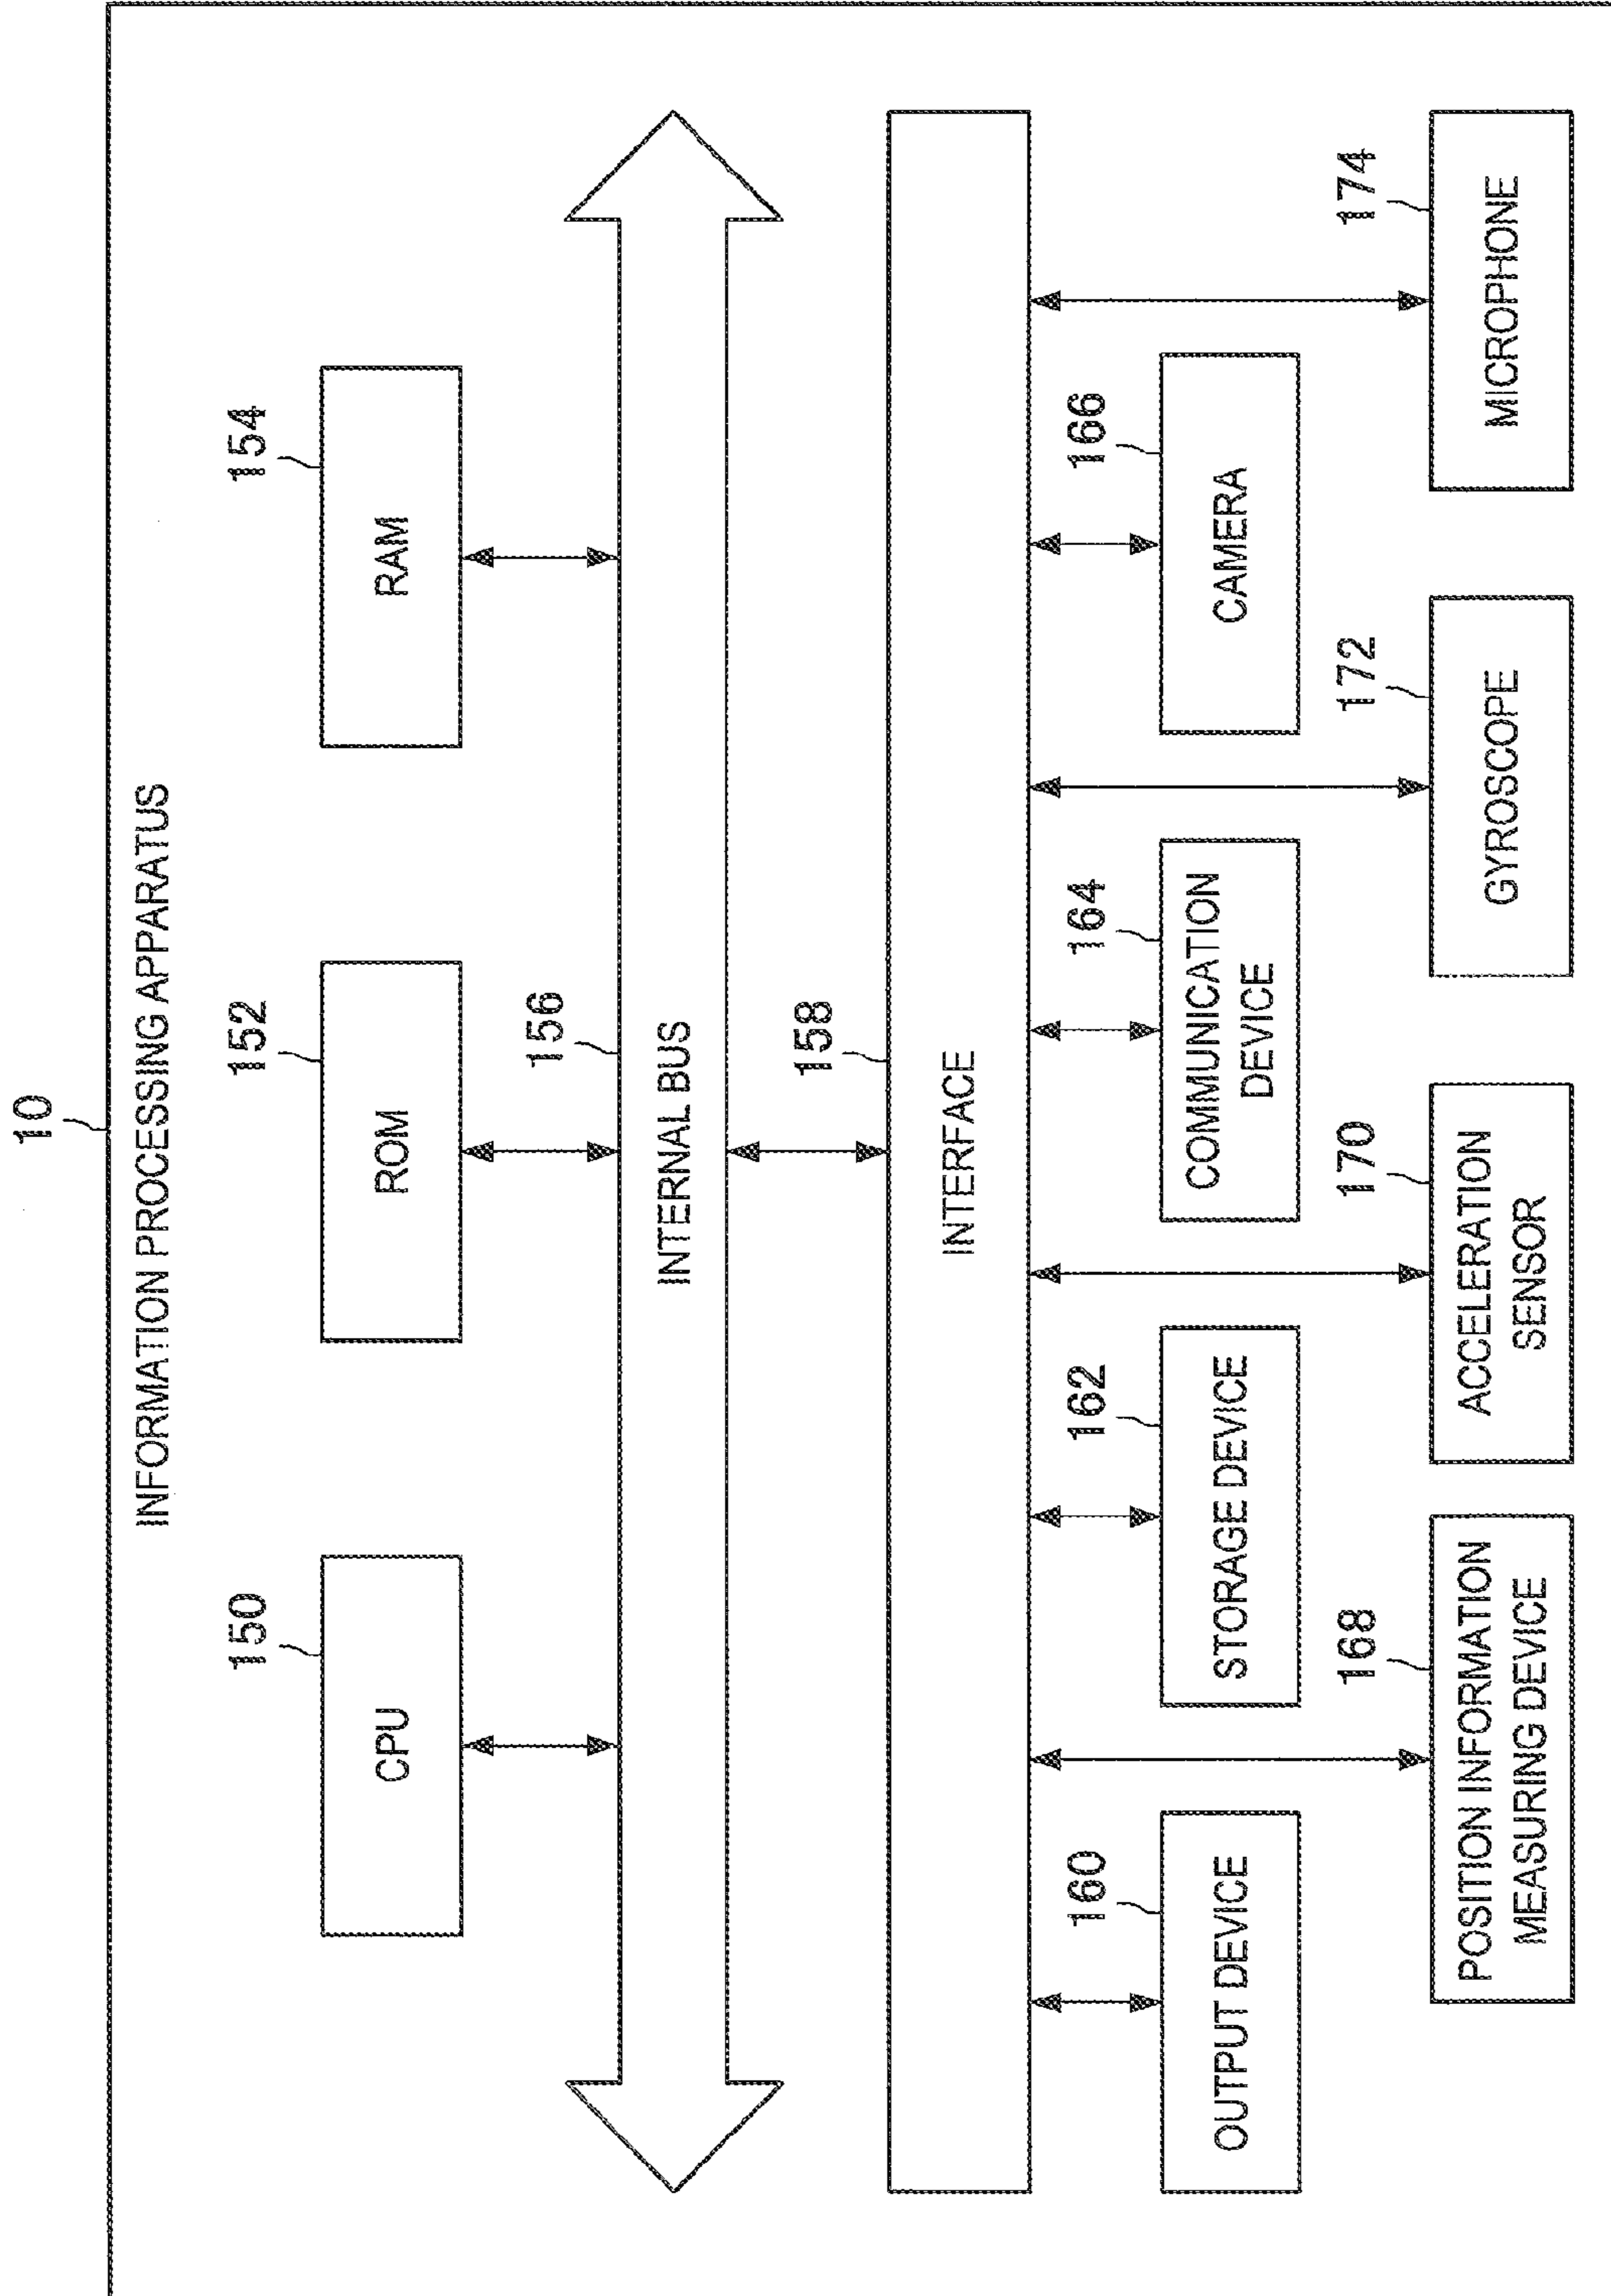 10
INFORMATION PROCESSING APPARATUS
150
152
154
CPU
ROM
RAM
156
INTERNAL BUS
158
INTERFACE
160
162
164
166
OUTPUT DEVICE
STORAGE DEVICE
COMMUNICATION
DEVICE
CAMERA
168
170
172
174
POSITION INFORMATION
MEASURING DEVICE
ACCELERATION
SENSOR
GYROSCOPE
MICROPHONE